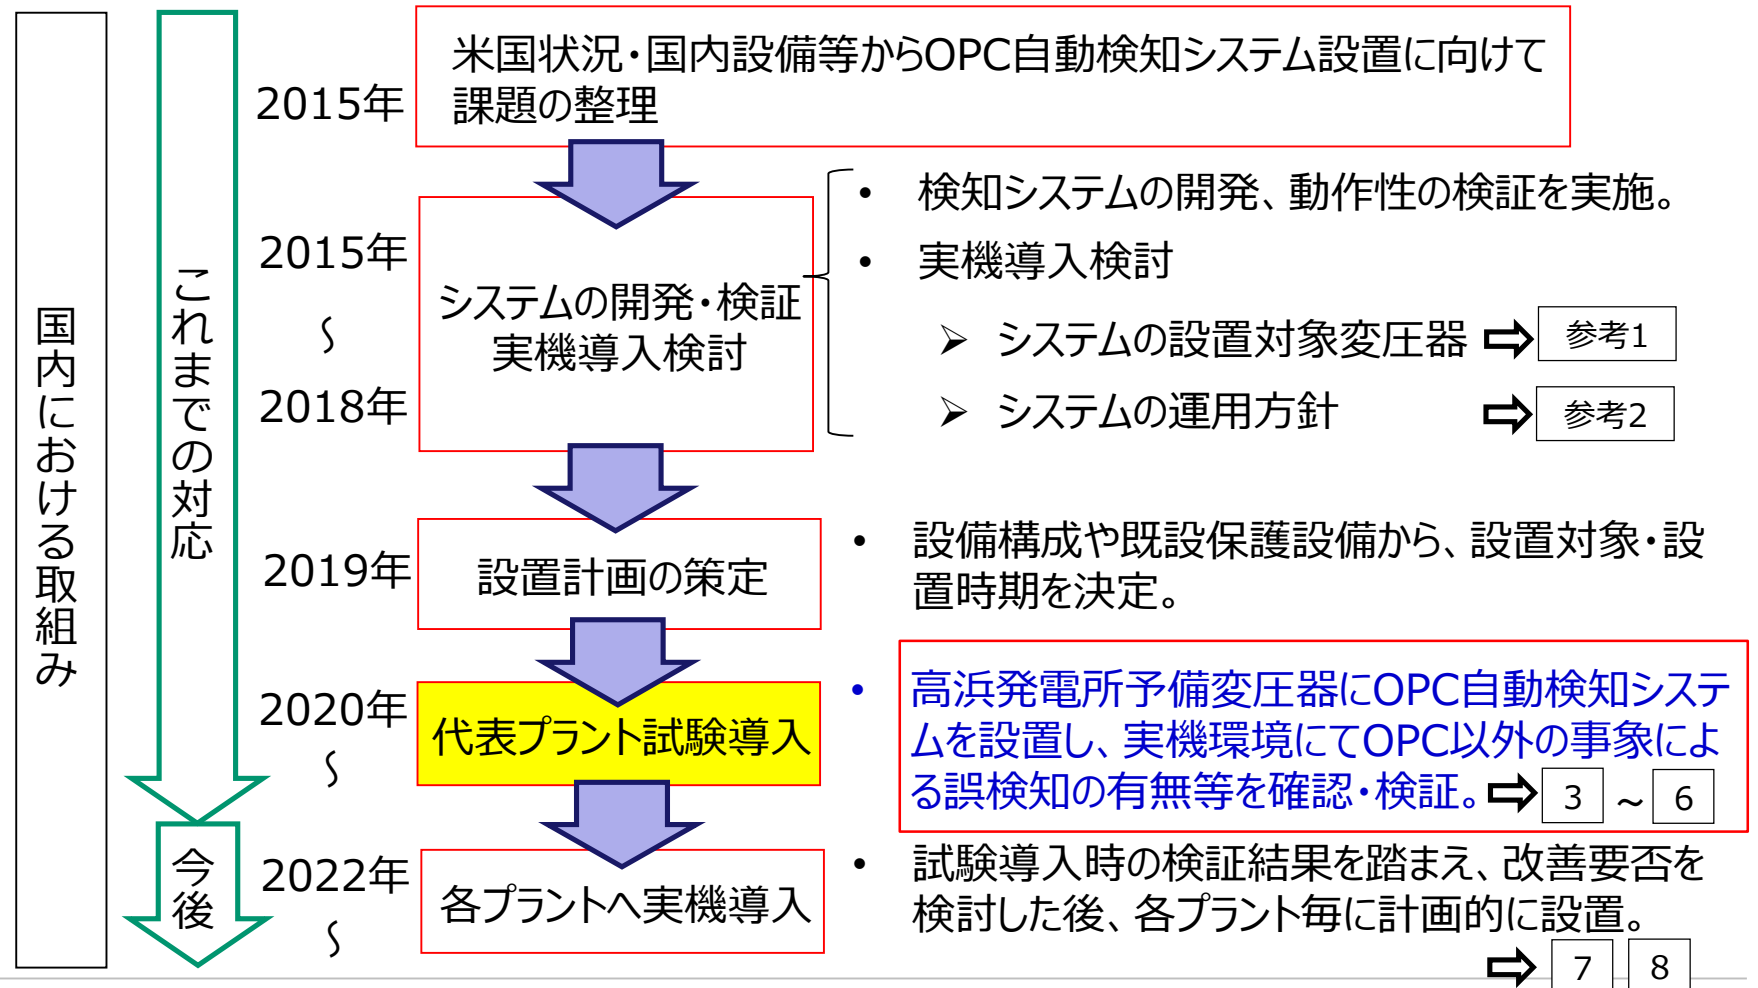 国内における取組み
これまでの対応
今後
2015年
米国状況・国内設備等からOPC自動検知システム設置に向けて
課題の整理
2015年
~
2018年
システムの開発・検証
実機導入検討
• 検知システムの開発、動作性の検証を実施。
• 実機導入検討
➢ システムの設置対象変圧器 ⇨ 参考1
➢ システムの運用方針 ⇨ 参考2
2019年
設置計画の策定
• 設備構成や既設保護設備から、設置対象・設
置時期を決定。
2020年
~
代表プラント試験導入
• 高浜発電所予備変圧器にOPC自動検知システ
ムを設置し、実機環境にてOPC以外の事象によ
る誤検知の有無等を確認・検証。⇨ 3 ~ 6
2022年
~
各プラントへ実機導入
• 試験導入時の検証結果を踏まえ、改善要否を
検討した後、各プラント毎に計画的に設置。
⇨ 7 8